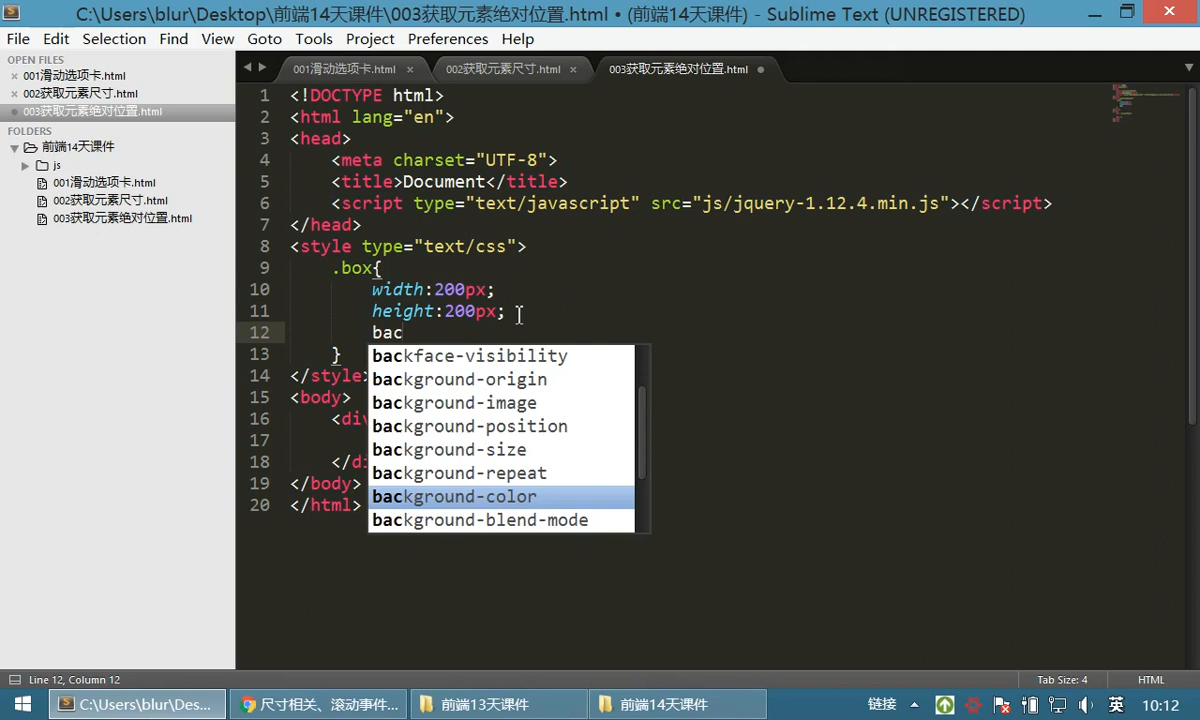 C:\Users\blur\Desktop\前端14天课件\003获取元素绝对位置.html • (前端14天课件) - Sublime Text (UNREGISTERED)
File Edit Selection Find View Goto Tools Project Preferences Help
OPEN FILES
001滑动选项卡.html
002获取元素尺寸.html
003获取元素绝对位置.html
FOLDERS
前端14天课件
js
001滑动选项卡.html
002获取元素尺寸.html
003获取元素绝对位置.html
001滑动选项卡.html × 002获取元素尺寸.html × 003获取元素绝对位置.html
1 <!DOCTYPE html>
2 <html lang="en">
3 <head>
4 <meta charset="UTF-8">
5 <title>Document</title>
6 <script type="text/javascript" src="js/jquery-1.12.4.min.js"></script>
7 </head>
8 <style type="text/css">
9 .box{
10 width:200px;
11 height:200px;
12 bac
13 }
14 </style>
15 <body>
16 <div
17
18 </di
19 </body>
20 </html>
backface-visibility
background-origin
background-image
background-position
background-size
background-repeat
background-color
background-blend-mode
Line 12, Column 12 Tab Size: 4 HTML
C:\Users\blur\Des... 尺寸相关、滚动事件... 前端13天课件 前端14天课件 链接 英 10:12